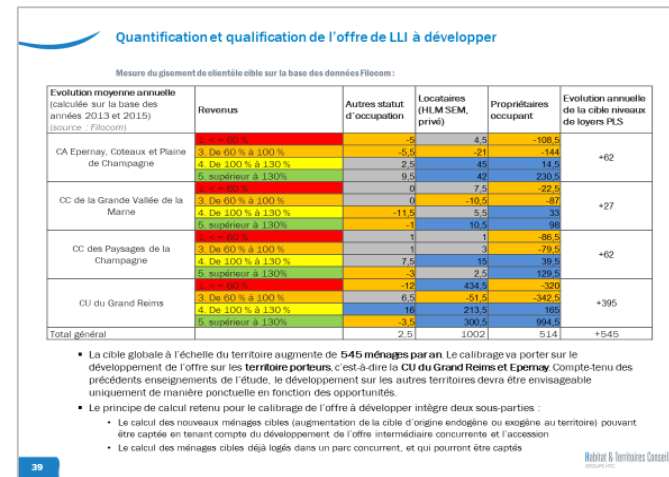 Quantification et qualification de l'offre de LLI à développer
Mesure du gisement de clientèle cible sur la base des données Filocom :
Evolution moyenne annuelle (calculée sur la base des années 2013 et 2015) (source : Filocom) Revenus Autres statut d'occupation Locataires (HLM SEM, privé) Propriétaires occupant Evolution annuelle de la cible niveaux de loyers PLS
CA Epernay, Coteaux et Plaine de Champagne +62
1. < = 60 % -5 4,5 -108,5
3. De 60 % à 100 % -5,5 -21 -144
4. De 100 % à 130 % 2,5 45 14,5
5. supérieur à 130% 9,5 42 230,5
CC de la Grande Vallée de la Marne +27
1. < = 60 % 0 7,5 -22,5
3. De 60 % à 100 % 0 -10,5 -87
4. De 100 % à 130 % -11,5 5,5 33
5. supérieur à 130% -1 10,5 98
CC des Paysages de la Champagne +62
1. < = 60 % 1 1 -86,5
3. De 60 % à 100 % 1 3 -79,5
4. De 100 % à 130 % 7,5 15 39,5
5. supérieur à 130% -3 2,5 129,5
CU du Grand Reims +395
1. < = 60 % -12 434,5 -320
3. De 60 % à 100 % 6,5 -51,5 -342,5
4. De 100 % à 130 % 16 213,5 165
5. supérieur à 130% -3,5 300,5 994,5
Total général 2,5 1002 514 +545
▪ La cible globale à l'échelle du territoire augmente de 545 ménages par an. Le calibrage va porter sur le
développement de l'offre sur les territoire porteurs, c'est-à-dire la CU du Grand Reims et Epernay. Compte-tenu des
précédents enseignements de l'étude, le développement sur les autres territoires devra être envisageable
uniquement de manière ponctuelle en fonction des opportunités.
▪ Le principe de calcul retenu pour le calibrage de l'offre à développer intègre deux sous-parties :
• Le calcul des nouveaux ménages cibles (augmentation de la cible d'origine endogène ou exogène au territoire) pouvant
être captée en tenant compte du développement de l'offre intermédiaire concurrente et l'accession
• Le calcul des ménages cibles déjà logés dans un parc concurrent, et qui pourront être captés
39
Habitat & Territoires Conseil
GROUPE HTC